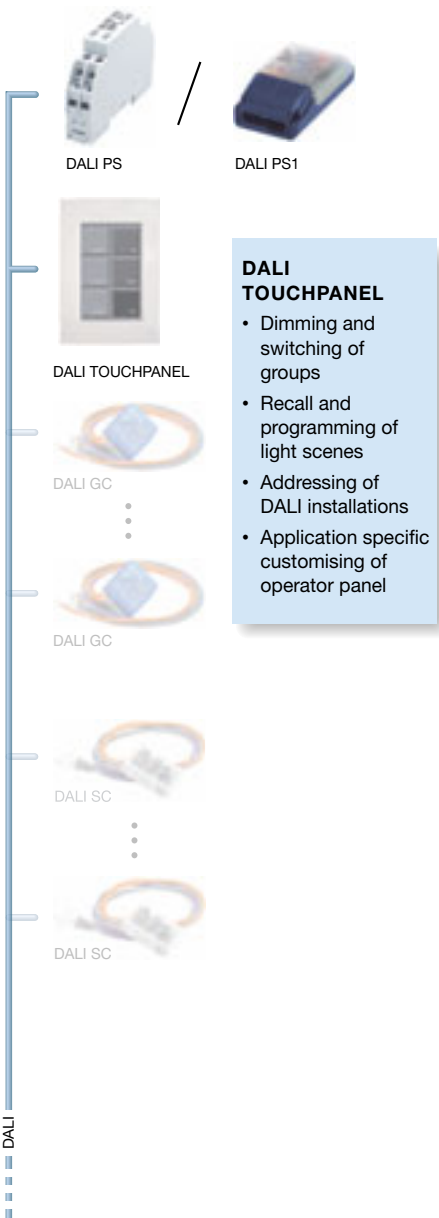 DALI PS
DALI PS1
DALI TOUCHPANEL
DALI
TOUCHPANEL
• Dimming and
switching of
groups
• Recall and
programming of
light scenes
• Addressing of
DALI installations
• Application specific
customising of
operator panel
DALI GC
DALI GC
DALI SC
DALI SC
DALI